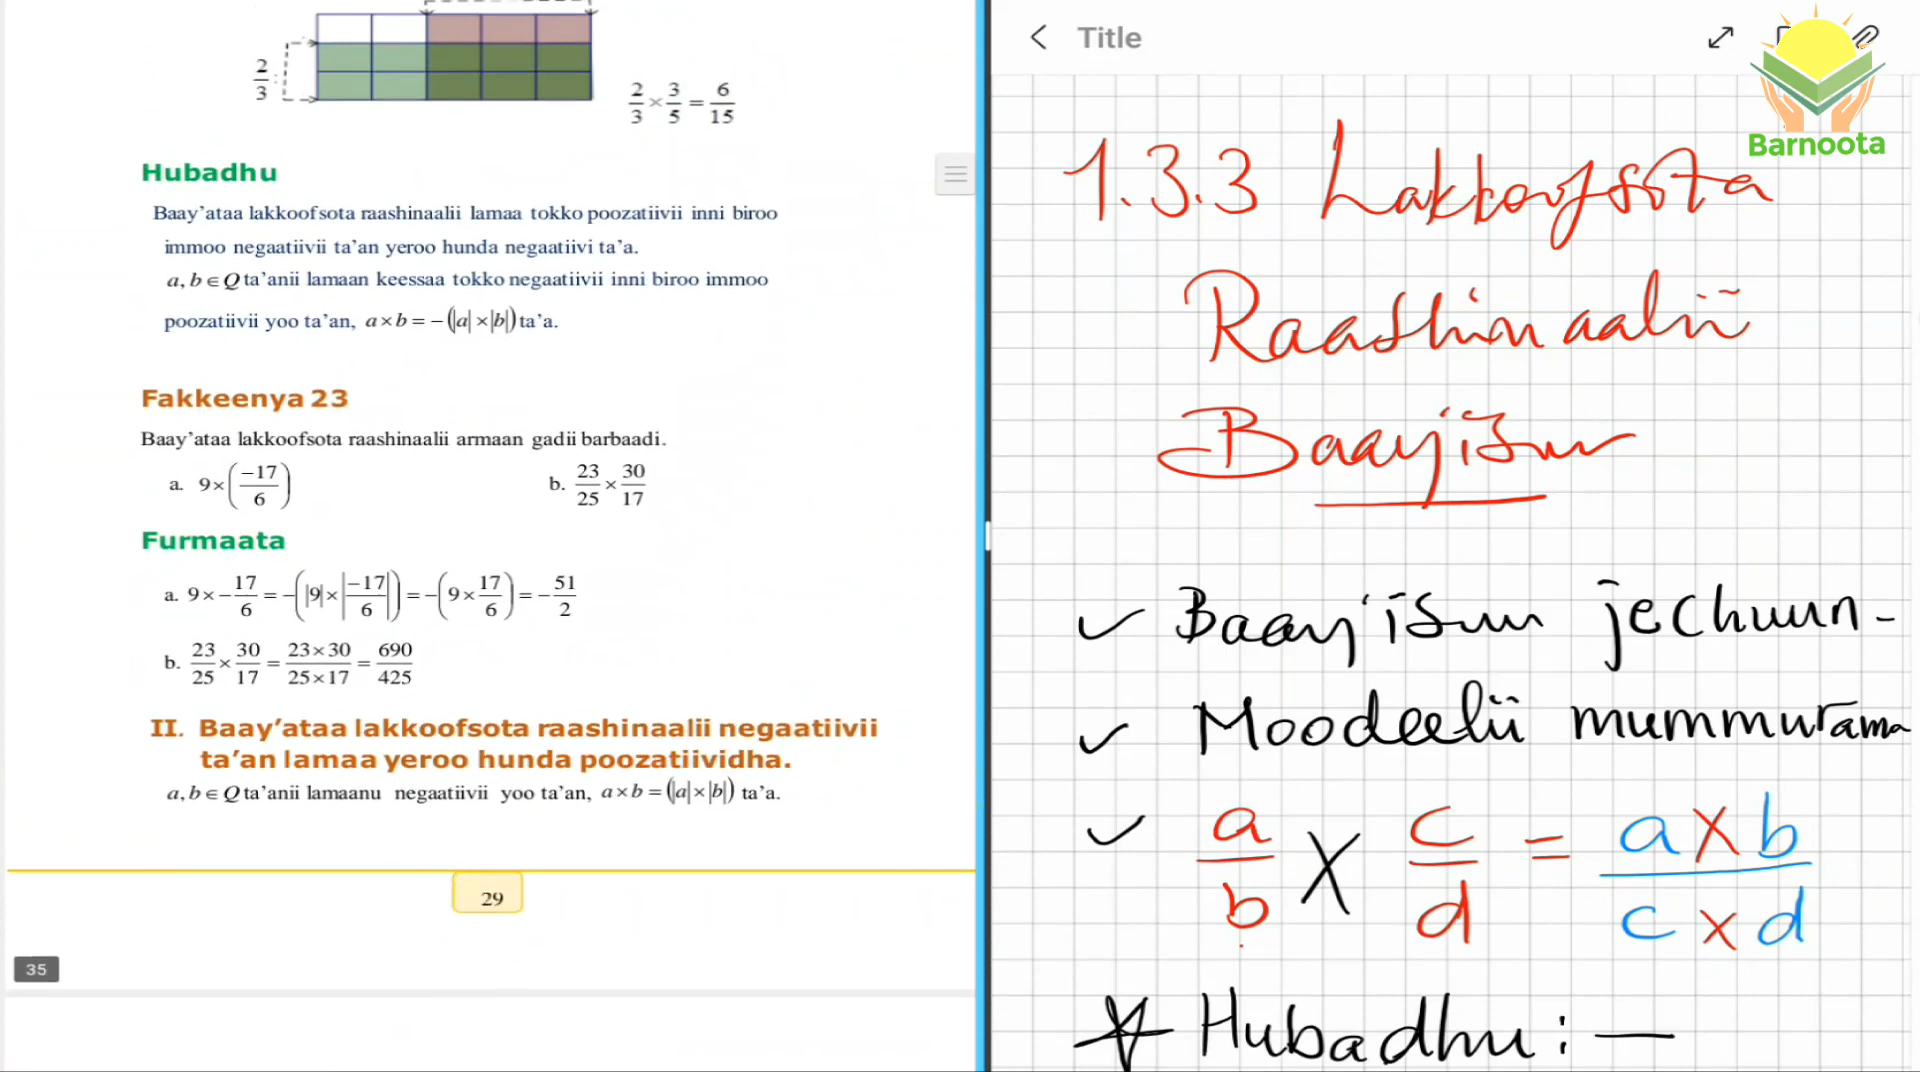 2/3
2/3 × 3/5 = 6/15
Hubadhu
Baay'ataa lakkoofsota raashinaalii lamaa tokko poozatiivii inni biroo
immoo negaatiivii ta'an yeroo hunda negaatiivi ta'a.
a, b ∈ Q ta'anii lamaan keessaa tokko negaatiivii inni biroo immoo
poozatiivii yoo ta'an, a × b = −(|a| × |b|) ta'a.
Fakkeenya 23
Baay'ataa lakkoofsota raashinaalii armaan gadii barbaadi.
a. 9 × (−17/6) b. 23/25 × 30/17
Furmaata
a. 9 × −17/6 = −(|9| × |−17/6|) = −(9 × 17/6) = −51/2
b. 23/25 × 30/17 = 23×30/25×17 = 690/425
II. Baay'ataa lakkoofsota raashinaalii negaatiivii
ta'an lamaa yeroo hunda poozatiividha.
a, b ∈ Q ta'anii lamaanu negaatiivii yoo ta'an, a × b = (|a| × |b|) ta'a.
29
35
Title
Barnoota
1.3.3 Lakkoofsota
Raashinaalii
Baayisuu
✓ Baay'isuu jechuun -
✓ Moodeelii mummurama
✓ a/b × c/d = a×b/c×d
Hubadhu: —